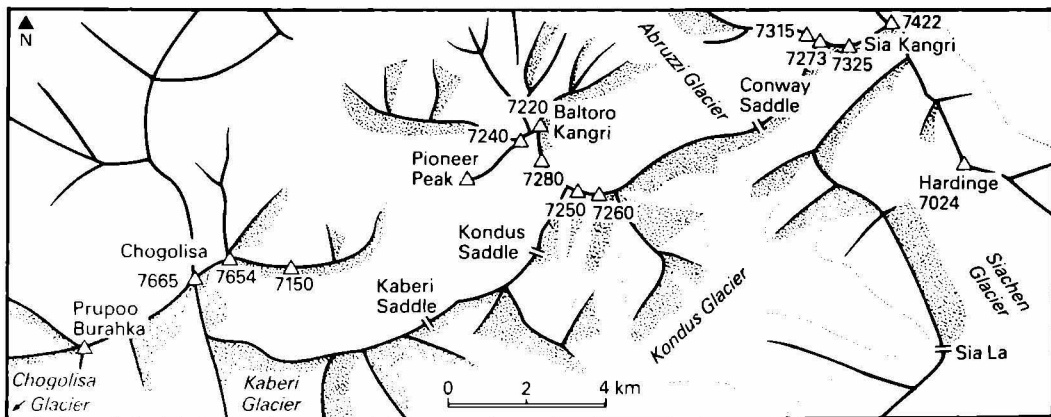 N
7422
7315
Sia Kangri
7273
7325
Abruzzi Glacier
Conway
Saddle
7220
Baltoro
Kangri
7240
Pioneer
Peak
7280
Hardinge
7024
7250
7260
Kondus
Saddle
Chogolisa
7654
7665
7150
Siachen
Glacier
Kaberi
Saddle
Kondus Glacier
Prupoo
Burahka
Sia La
Chogolisa
Glacier
Kaberi
Glacier
0 2 4 km